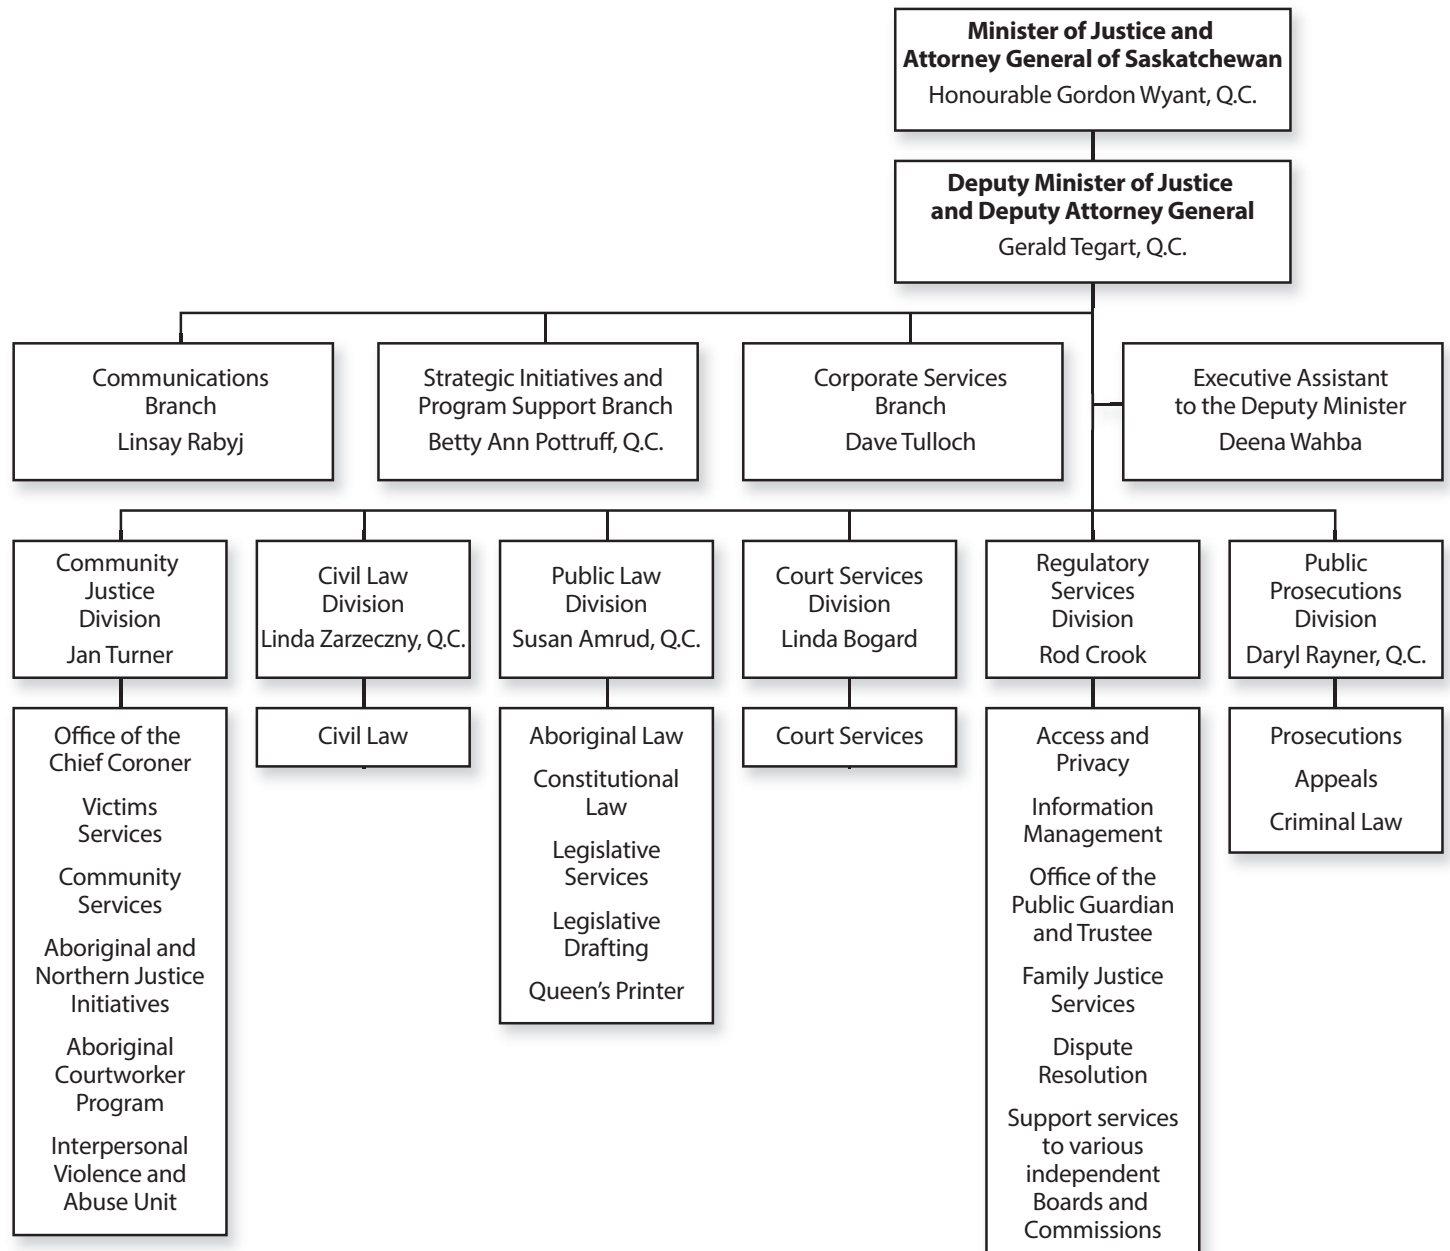 Minister of Justice and
Attorney General of Saskatchewan
Honourable Gordon Wyant, Q.C.
Deputy Minister of Justice
and Deputy Attorney General
Gerald Tegart, Q.C.
Communications
Branch
Linsay Rabyj
Strategic Initiatives and
Program Support Branch
Betty Ann Pottruff, Q.C.
Corporate Services
Branch
Dave Tulloch
Executive Assistant
to the Deputy Minister
Deena Wahba
Community
Justice
Division
Jan Turner
Civil Law
Division
Linda Zarzeczny, Q.C.
Public Law
Division
Susan Amrud, Q.C.
Court Services
Division
Linda Bogard
Regulatory
Services
Division
Rod Crook
Public
Prosecutions
Division
Daryl Rayner, Q.C.
Office of the
Chief Coroner
Victims
Services
Community
Services
Aboriginal and
Northern Justice
Initiatives
Aboriginal
Courtworker
Program
Interpersonal
Violence and
Abuse Unit
Civil Law
Aboriginal Law
Constitutional
Law
Legislative
Services
Legislative
Drafting
Queen's Printer
Court Services
Access and
Privacy
Information
Management
Office of the
Public Guardian
and Trustee
Family Justice
Services
Dispute
Resolution
Support services
to various
independent
Boards and
Commissions
Prosecutions
Appeals
Criminal Law